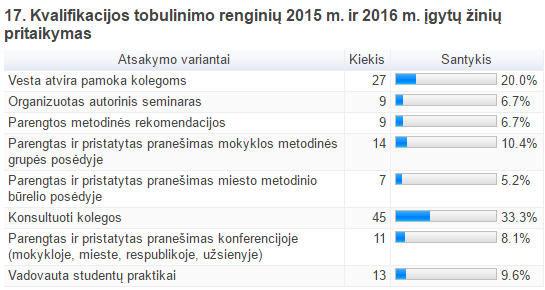 17. Kvalifikacijos tobulinimo renginių 2015 m. ir 2016 m. įgytų žinių
pritaikymas
Atsakymo variantai Kiekis Santykis
Vesta atvira pamoka kolegoms 27 20.0%
Organizuotas autorinis seminaras 9 6.7%
Parengtos metodinės rekomendacijos 9 6.7%
Parengtas ir pristatytas pranešimas mokyklos metodinės 14 10.4%
grupės posėdyje
Parengtas ir pristatytas pranešimas miesto metodinio 7 5.2%
būrelio posėdyje
Konsultuoti kolegos 45 33.3%
Parengtas ir pristatytas pranešimas konferencijoje 11 8.1%
(mokykloje, mieste, respublikoje, užsienyje)
Vadovauta studentų praktikai 13 9.6%